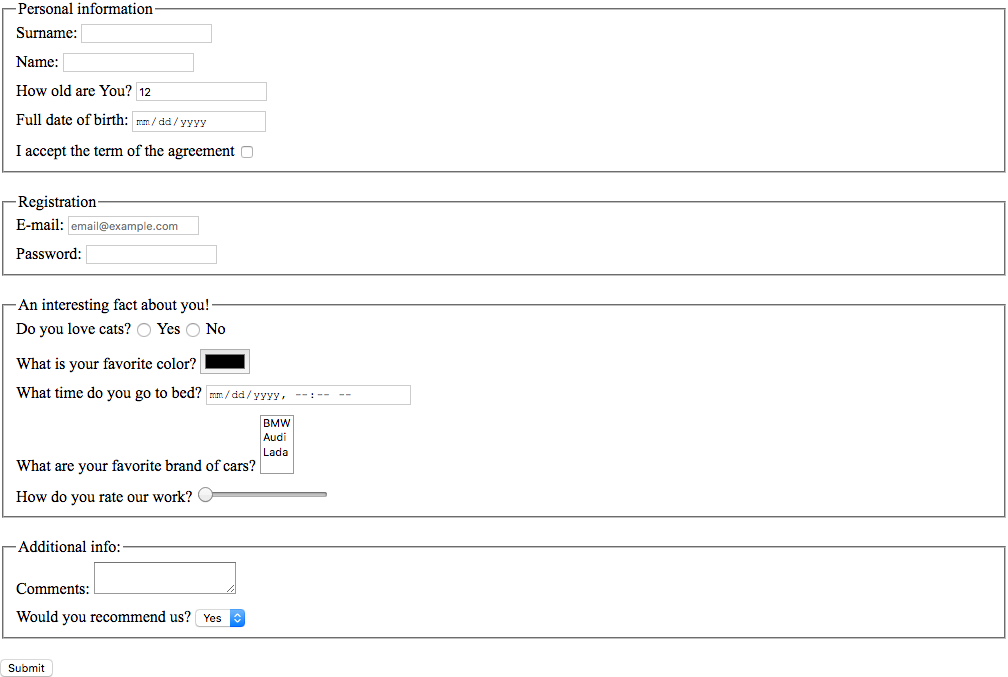 Personal information
Surname:
Name:
How old are You? 12
Full date of birth: mm/dd/yyyy
I accept the term of the agreement
Registration
E-mail: email@example.com
Password:
An interesting fact about you!
Do you love cats? Yes No
What is your favorite color?
What time do you go to bed? mm/dd/yyyy, --:-- --
BMW
Audi
Lada
What are your favorite brand of cars?
How do you rate our work?
Additional info:
Comments:
Would you recommend us? Yes
Submit